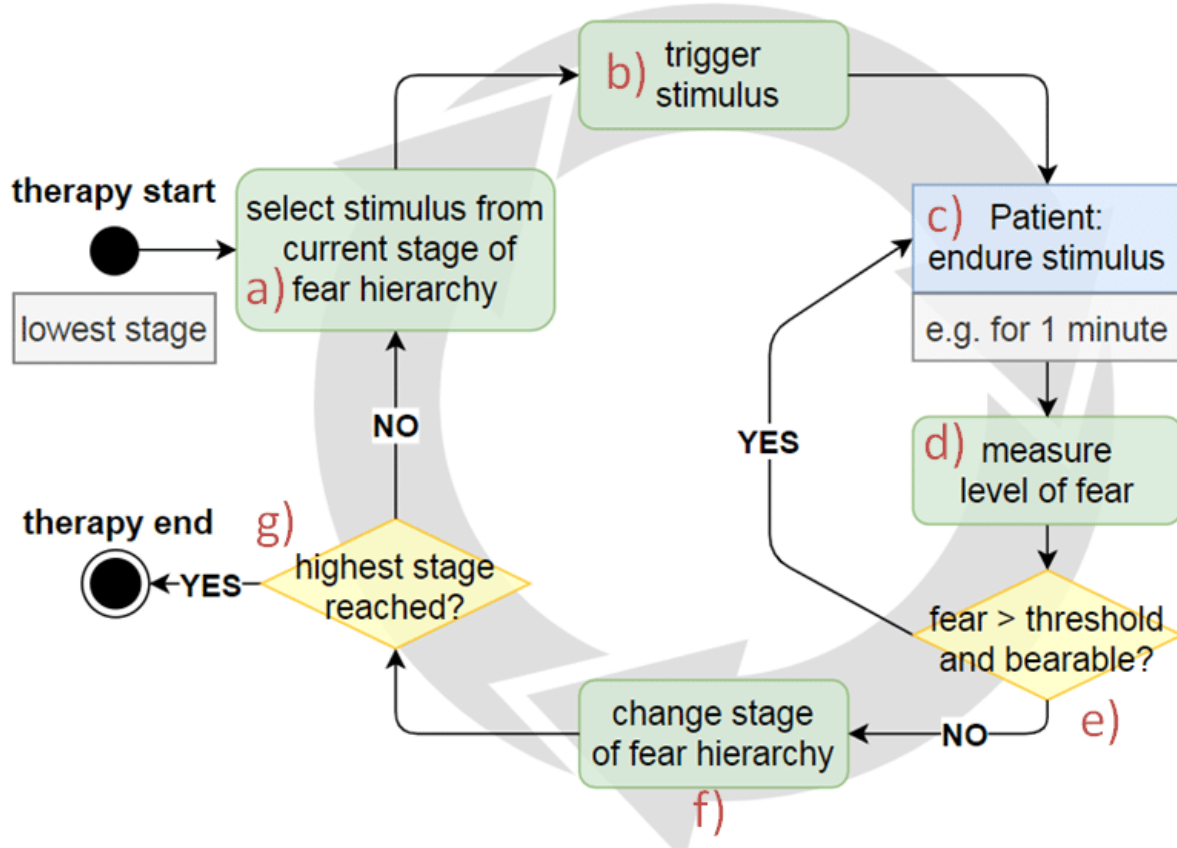 b) trigger
stimulus
therapy start
select stimulus from
current stage of
a) fear hierarchy
lowest stage
c) Patient:
endure stimulus
e.g. for 1 minute
NO
YES
d) measure
level of fear
therapy end
g)
YES
highest stage
reached?
fear > threshold
and bearable?
e)
change stage
of fear hierarchy
NO
f)